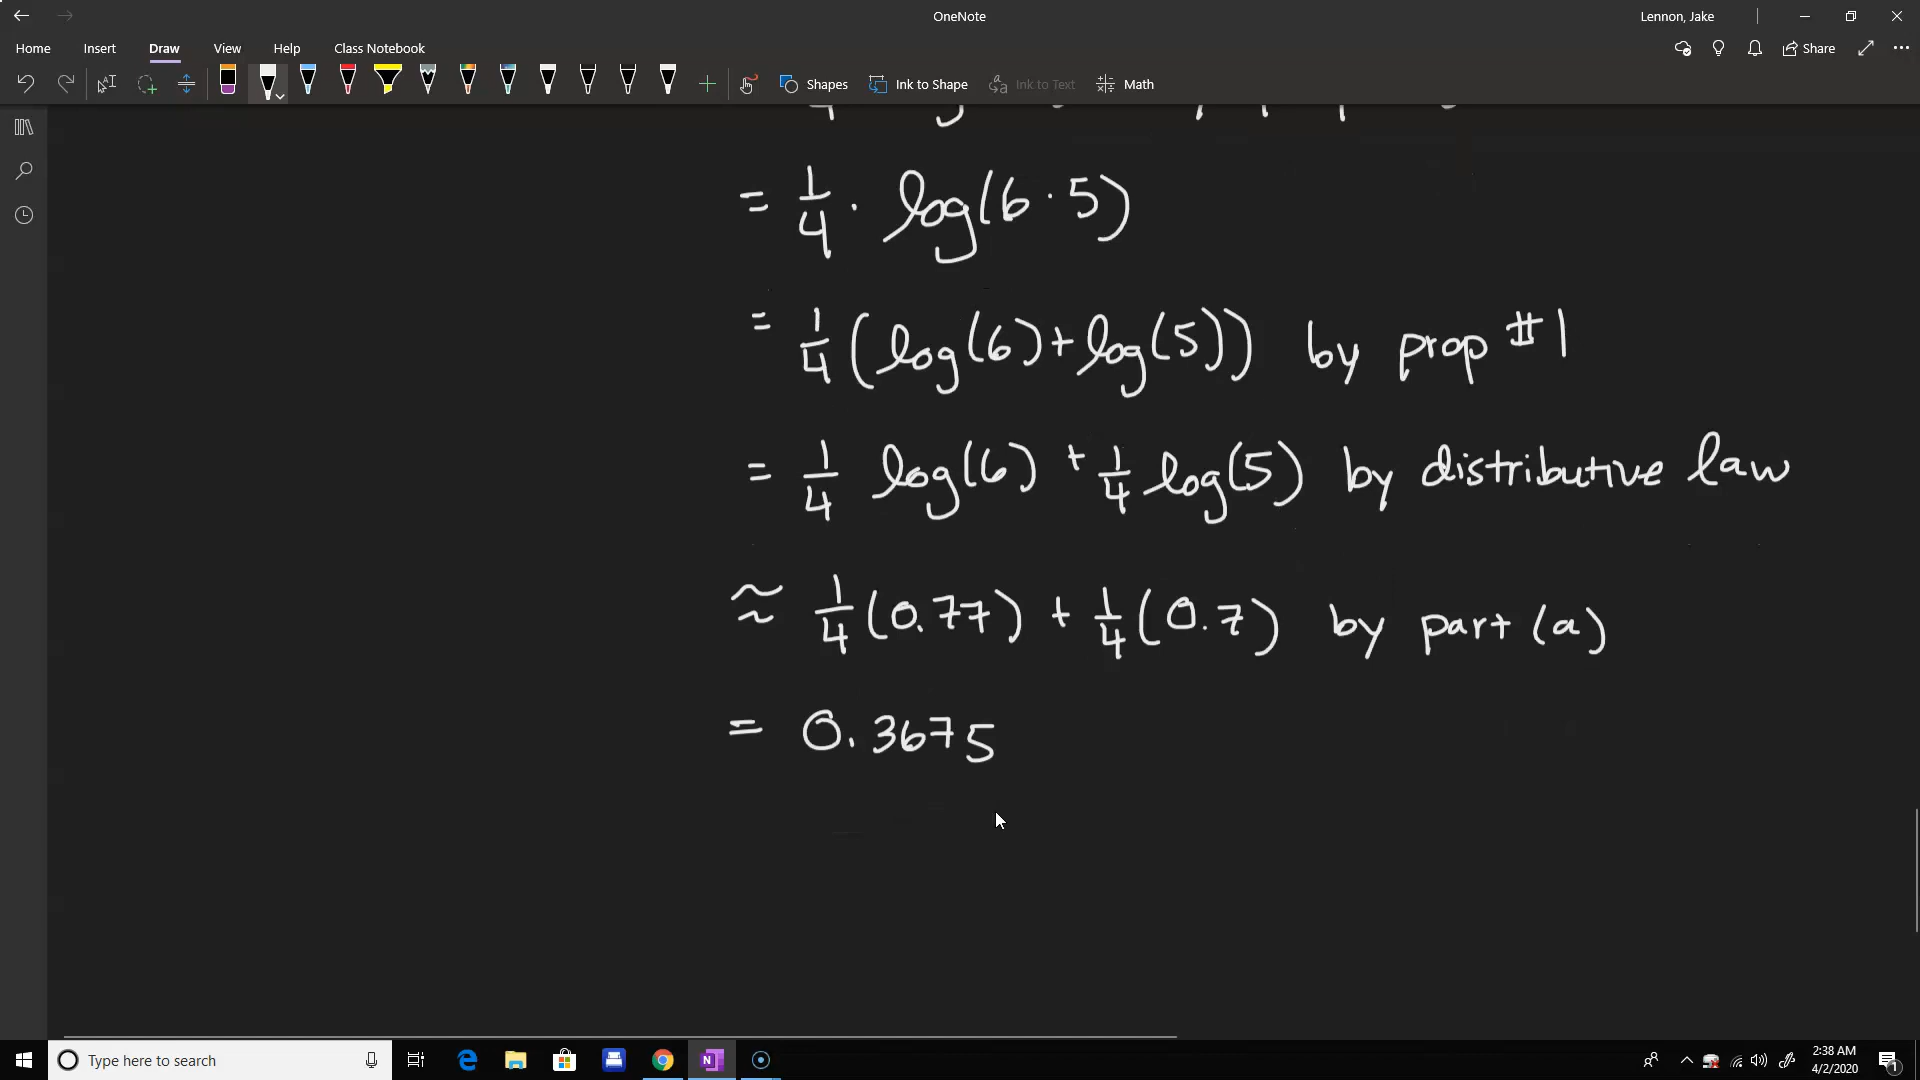 OneNote
Lennon, Jake
Home Insert Draw View Help Class Notebook
Share
Shapes Ink to Shape Ink to Text Math
= 1/4 · log(6 · 5)
= 1/4 (log(6)+log(5)) by prop #1
= 1/4 log(6) + 1/4 log(5) by distributive law
≈ 1/4 (0.77) + 1/4 (0.7) by part (a)
= 0.3675
Type here to search
2:38 AM
4/2/2020
1